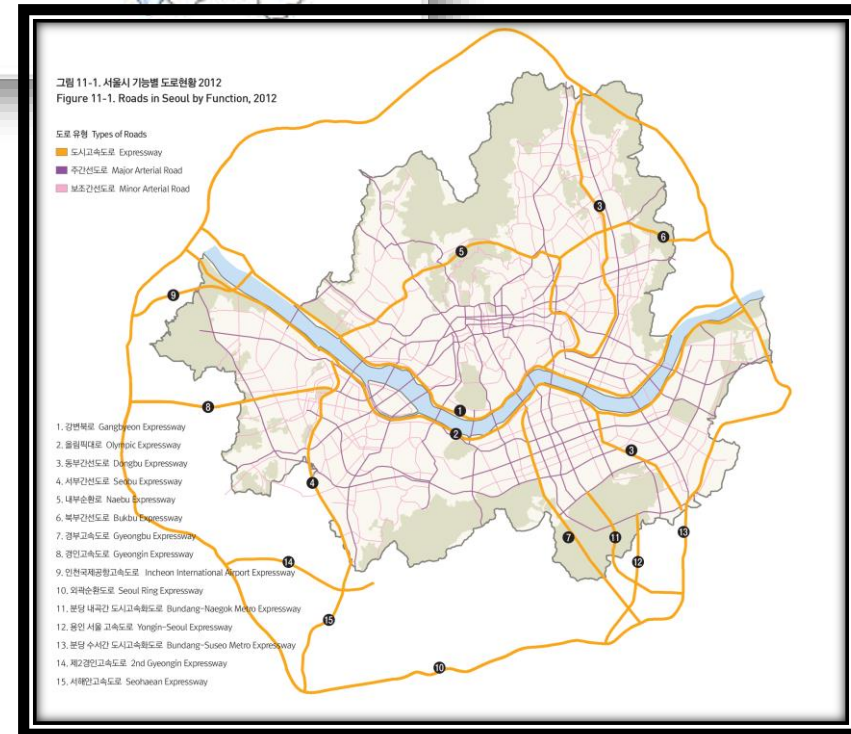 그림 11-1. 서울시 기능별 도로현황 2012
Figure 11-1. Roads in Seoul by Function, 2012
도로 유형 Types of Roads
도시고속도로 Expressway
주간선도로 Major Arterial Road
보조간선도로 Minor Arterial Road
3
5
6
9
8
1
2
4
3
7
11
13
12
14
15
10
1. 강변북로 Gangbyeon Expressway
2. 올림픽대로 Olympic Expressway
3. 동부간선도로 Dongbu Expressway
4. 서부간선도로 Seobu Expressway
5. 내부순환로 Naebu Expressway
6. 북부간선도로 Bukbu Expressway
7. 경부고속도로 Gyeongbu Expressway
8. 경인고속도로 Gyeongin Expressway
9. 인천국제공항고속도로 Incheon International Airport Expressway
10. 외곽순환도로 Seoul Ring Expressway
11. 분당 내곡간 도시고속화도로 Bundang-Naegok Metro Expressway
12. 용인 서울 고속도로 Yongin-Seoul Expressway
13. 분당 수서간 도시고속화도로 Bundang-Suseo Metro Expressway
14. 제2경인고속도로 2nd Gyeongin Expressway
15. 서해안고속도로 Seohaean Expressway